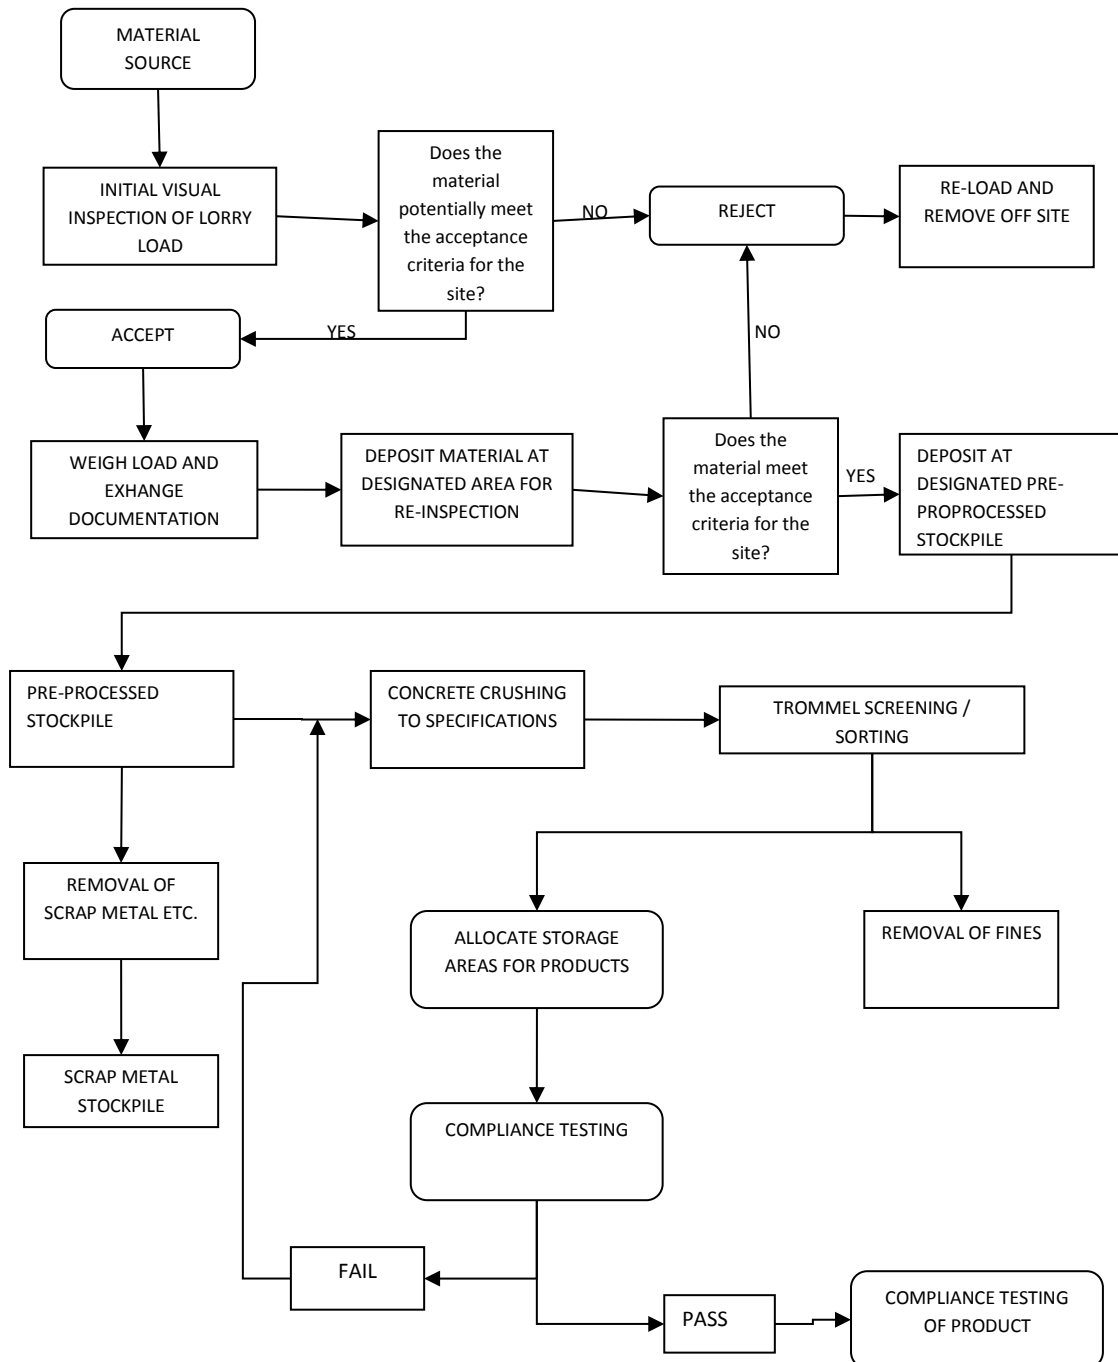 MATERIAL
SOURCE
INITIAL VISUAL
INSPECTION OF LORRY
LOAD
Does the
material
potentially meet
the acceptance
criteria for the
site?
NO
REJECT
RE-LOAD AND
REMOVE OFF SITE
YES
ACCEPT
NO
WEIGH LOAD AND
EXHANGE
DOCUMENTATION
DEPOSIT MATERIAL AT
DESIGNATED AREA FOR
RE-INSPECTION
Does the
material meet
the acceptance
criteria for the
site?
YES
DEPOSIT AT
DESIGNATED PRE-
PROPROCESSED
STOCKPILE
PRE-PROCESSED
STOCKPILE
CONCRETE CRUSHING
TO SPECIFICATIONS
TROMMEL SCREENING /
SORTING
REMOVAL OF
SCRAP METAL ETC.
ALLOCATE STORAGE
AREAS FOR PRODUCTS
REMOVAL OF FINES
SCRAP METAL
STOCKPILE
COMPLIANCE TESTING
FAIL
PASS
COMPLIANCE TESTING
OF PRODUCT